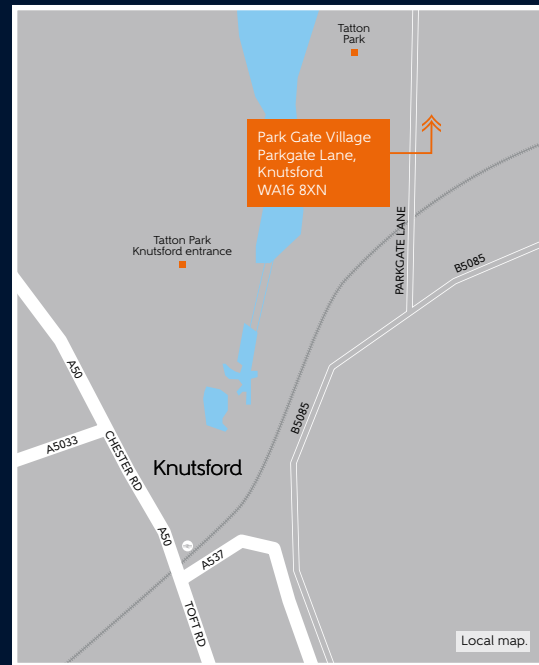 Tatton
Park
Park Gate Village
Parkgate Lane,
Knutsford
WA16 8XN
PARKGATE LANE
Tatton Park
Knutsford entrance
B5085
A50
B5085
A5033
CHESTER RD
Knutsford
A50
A537
TOFT RD
Local map.